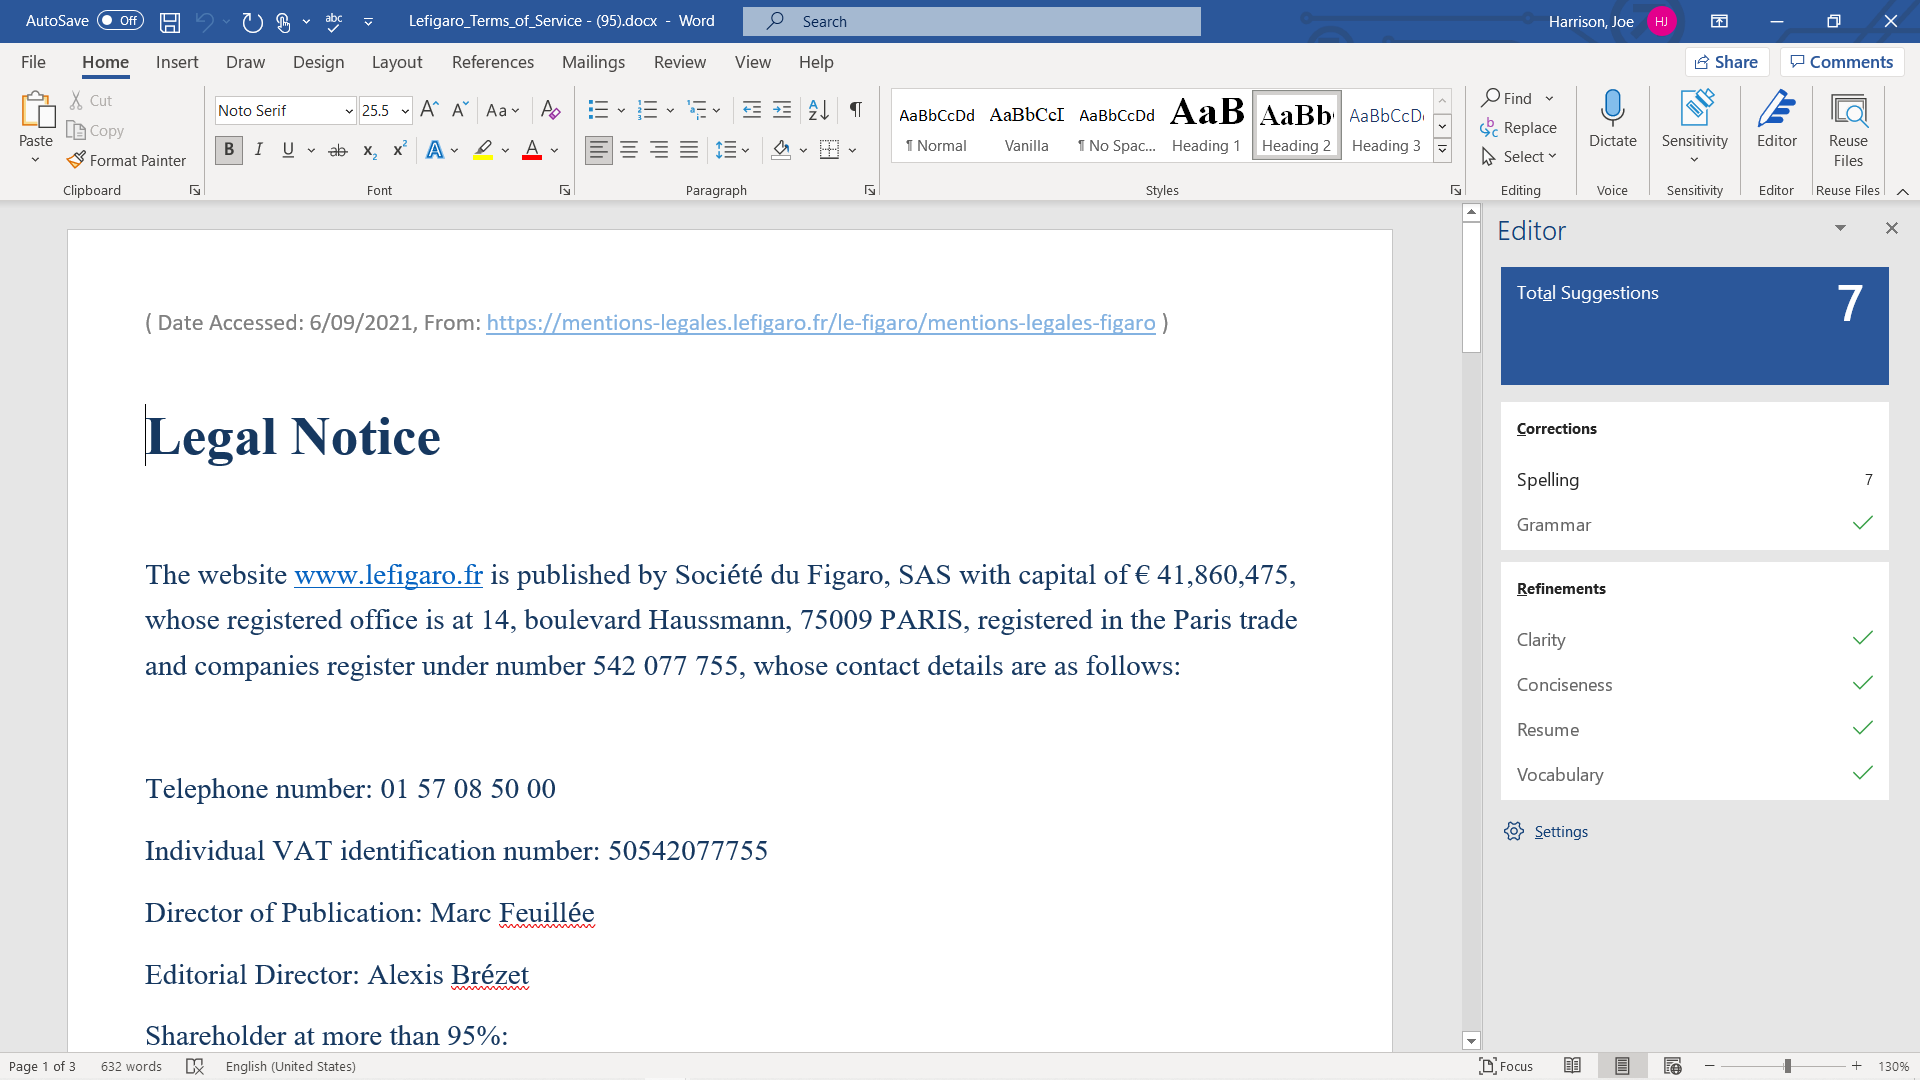 AutoSave Off Lefigaro_Terms_of_Service - (95).docx - Word Search Harrison, Joe HJ
File Home Insert Draw Design Layout References Mailings Review View Help Share Comments
Paste Cut Copy Format Painter
Clipboard
Noto Serif 25.5
Font
Paragraph
AaBbCcDd AaBbCcI AaBbCcDd AaB AaBb AaBbCcD
¶ Normal Vanilla ¶ No Spac... Heading 1 Heading 2 Heading 3
Styles
Find
Replace
Select
Editing
Dictate
Voice
Sensitivity
Sensitivity
Editor
Editor
Reuse
Files
Reuse Files
( Date Accessed: 6/09/2021, From: https://mentions-legales.lefigaro.fr/le-figaro/mentions-legales-figaro )
Legal Notice
The website www.lefigaro.fr is published by Société du Figaro, SAS with capital of € 41,860,475,
whose registered office is at 14, boulevard Haussmann, 75009 PARIS, registered in the Paris trade
and companies register under number 542 077 755, whose contact details are as follows:
Telephone number: 01 57 08 50 00
Individual VAT identification number: 50542077755
Director of Publication: Marc Feuillée
Editorial Director: Alexis Brézet
Shareholder at more than 95%:
Editor
Total Suggestions 7
Corrections
Spelling 7
Grammar
Refinements
Clarity
Conciseness
Resume
Vocabulary
Settings
Page 1 of 3 632 words English (United States) Focus 130%